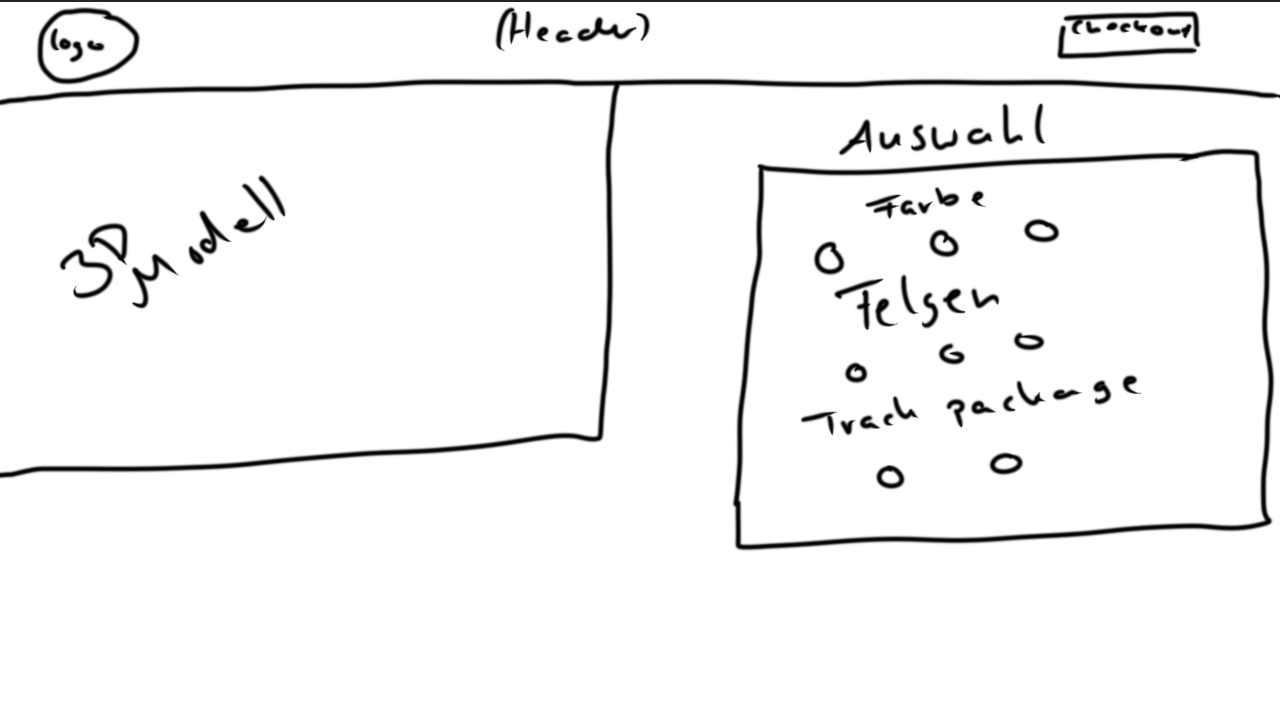 logo
(Header)
Checkout
3D Modell
Auswahl
Farbe
Felgen
Track package